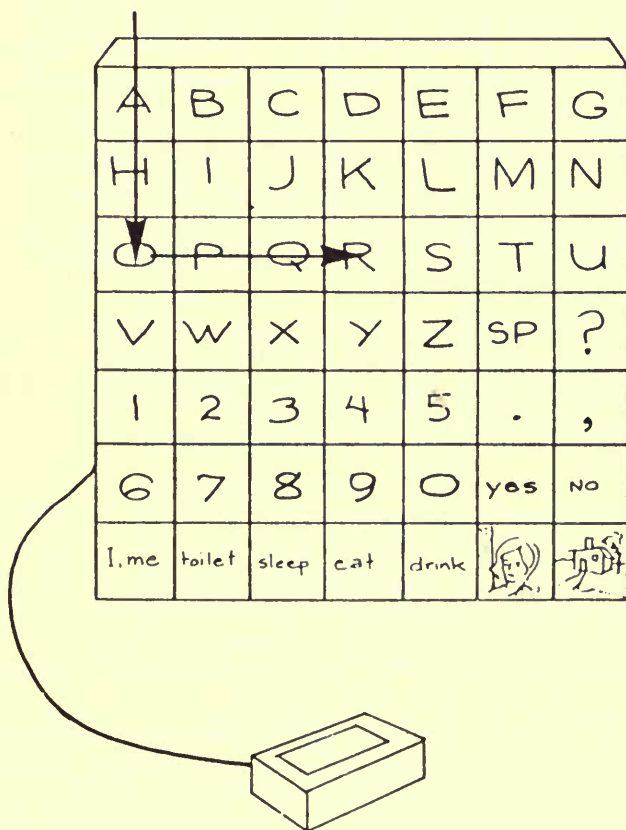 A B C D E F G
H I J K L M N
O P Q R S T U
V W X Y Z SP ?
1 2 3 4 5 . ,
6 7 8 9 0 yes NO
I, me toilet sleep eat drink